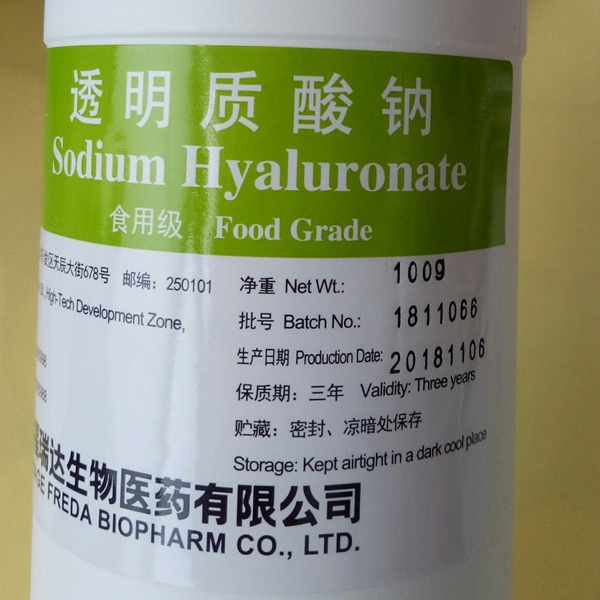 透明质酸钠
Sodium Hyaluronate
食用级 Food Grade
发区天辰大街678号 邮编：250101
High-Tech Development Zone,
净重 Net Wt.: 100g
批号 Batch No.: 1811066
生产日期 Production Date: 20181106
保质期：三年 Validity: Three years
贮藏：密封、凉暗处保存
Storage: Kept airtight in a dark cool place
瑞达生物医药有限公司
FREDA BIOPHARM CO., LTD.